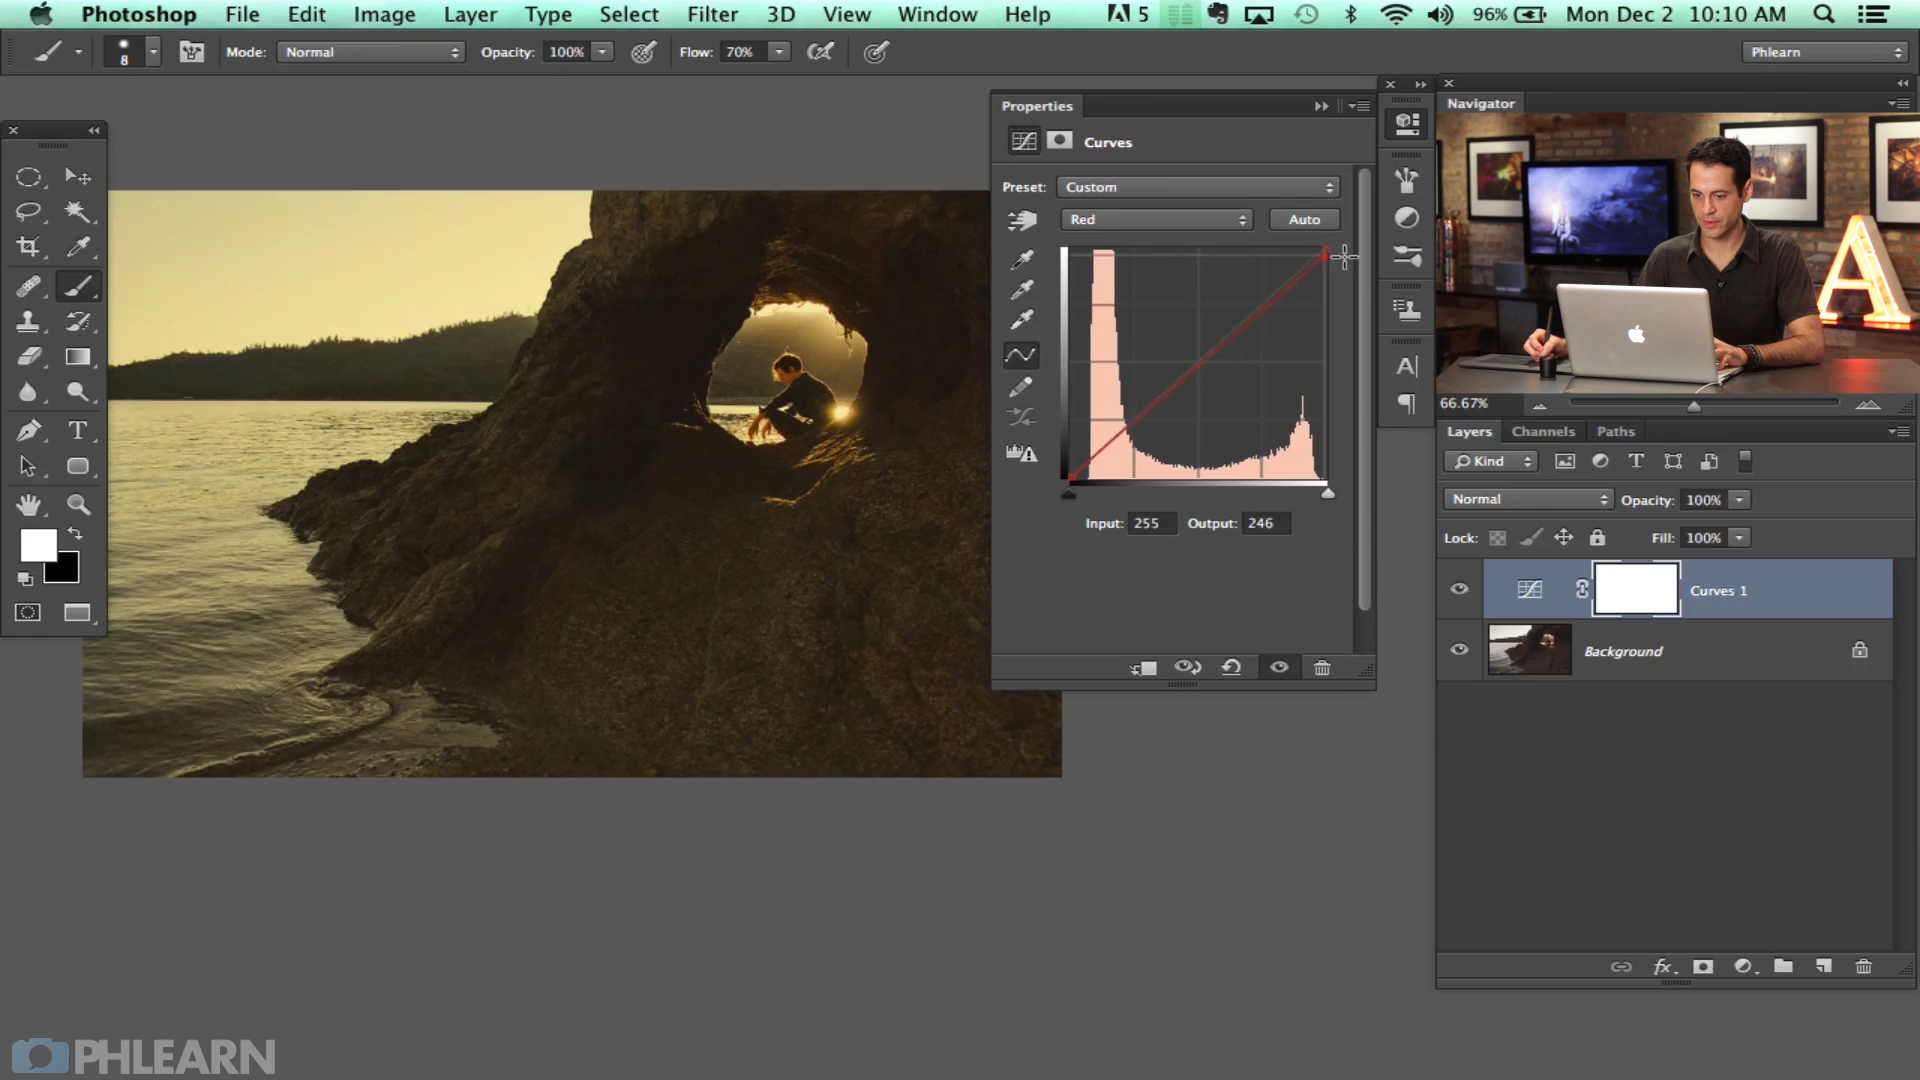 Photoshop File Edit Image Layer Type Select Filter 3D View Window Help 5 96% Mon Dec 2 10:10 AM
8 Mode: Normal Opacity: 100% Flow: 70% Phlearn
Properties
Curves
Preset: Custom
Red Auto
Input: 255 Output: 246
Navigator
A
66.67%
Layers Channels Paths
Kind
Normal Opacity: 100%
Lock: Fill: 100%
Curves 1
Background
PHLEARN